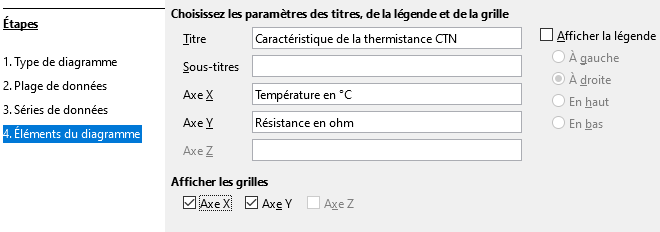 Étapes
1. Type de diagramme
2. Plage de données
3. Séries de données
4. Éléments du diagramme
Choisissez les paramètres des titres, de la légende et de la grille
Titre Caractéristique de la thermistance CTN
Sous-titres
Axe X Température en °C
Axe Y Résistance en ohm
Axe Z
Afficher la légende
À gauche
À droite
En haut
En bas
Afficher les grilles
Axe X Axe Y Axe Z